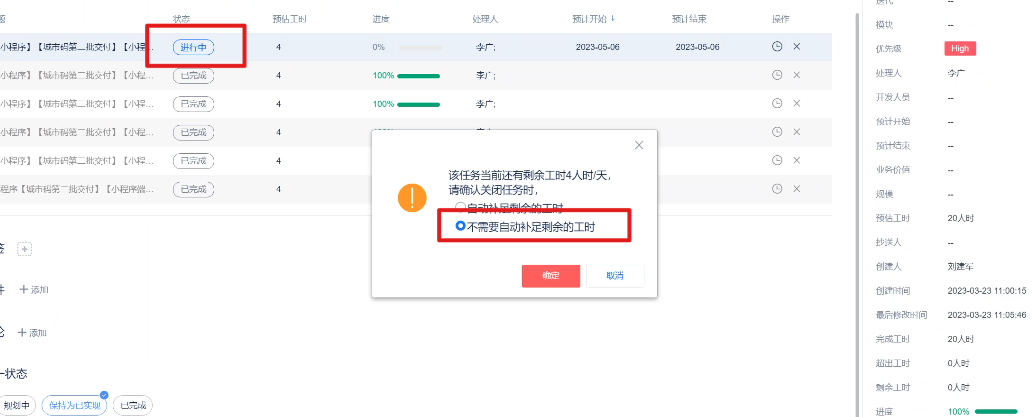 题 状态 预估工时 进度 处理人 预计开始 预计结束 操作
小程序】【城市码第二批交付】【小程... 进行中 4 0% 李广; 2023-05-06 2023-05-06
小程序】【城市码第二批交付】【小程... 已完成 4 100% 李广;
小程序】【城市码第二批交付】【小程... 已完成 4 100% 李广;
小程序】【城市码第二批交付】【小程... 已完成 4
小程序】【城市码第二批交付】【小程... 已完成 4
程序【城市码第二批交付】【小程序端... 已完成 4
该任务当前还有剩余工时4人时/天,
请确认关闭任务时,
自动补足剩余的工时
不需要自动补足剩余的工时
确定 取消
添加
添加
状态
规划中 保持为已实现 已完成
迭代 --
模块 --
优先级 High
处理人 李广
开发人员 --
预计开始 --
预计结束 --
业务价值 --
规模 --
预估工时 20人时
抄送人 --
创建人 刘建军
创建时间 2023-03-23 11:00:15
最后修改时间 2023-03-23 11:05:46
完成工时 20人时
超出工时 0人时
剩余工时 0人时
进度 100%